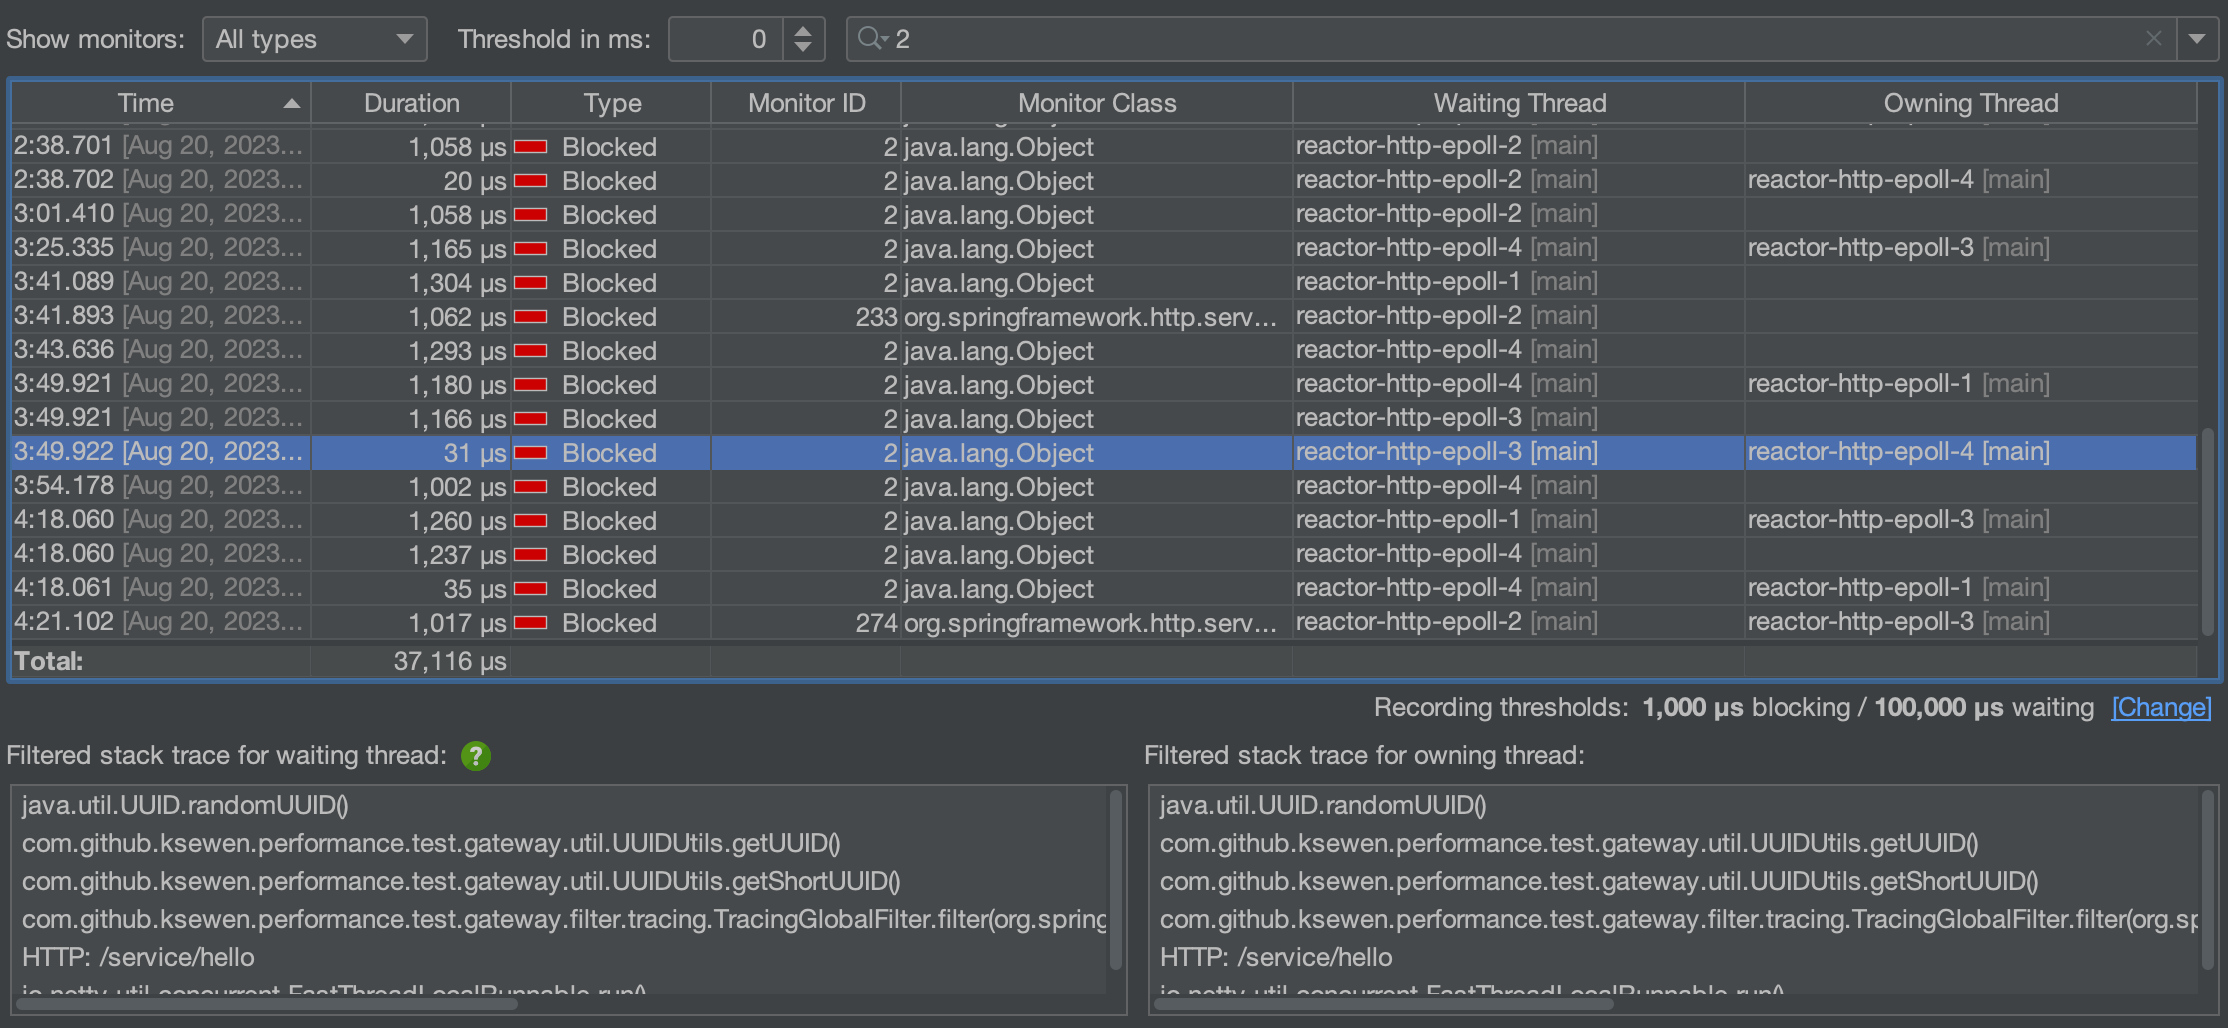 Show monitors: All types Threshold in ms: 0 2
Time Duration Type Monitor ID Monitor Class Waiting Thread Owning Thread
2:38.701 [Aug 20, 2023... 1,058 µs Blocked 2 java.lang.Object reactor-http-epoll-2 [main]
2:38.702 [Aug 20, 2023... 20 µs Blocked 2 java.lang.Object reactor-http-epoll-2 [main] reactor-http-epoll-4 [main]
3:01.410 [Aug 20, 2023... 1,058 µs Blocked 2 java.lang.Object reactor-http-epoll-2 [main]
3:25.335 [Aug 20, 2023... 1,165 µs Blocked 2 java.lang.Object reactor-http-epoll-4 [main] reactor-http-epoll-3 [main]
3:41.089 [Aug 20, 2023... 1,304 µs Blocked 2 java.lang.Object reactor-http-epoll-1 [main]
3:41.893 [Aug 20, 2023... 1,062 µs Blocked 233 org.springframework.http.serv... reactor-http-epoll-2 [main]
3:43.636 [Aug 20, 2023... 1,293 µs Blocked 2 java.lang.Object reactor-http-epoll-4 [main]
3:49.921 [Aug 20, 2023... 1,180 µs Blocked 2 java.lang.Object reactor-http-epoll-4 [main] reactor-http-epoll-1 [main]
3:49.921 [Aug 20, 2023... 1,166 µs Blocked 2 java.lang.Object reactor-http-epoll-3 [main]
3:49.922 [Aug 20, 2023... 31 µs Blocked 2 java.lang.Object reactor-http-epoll-3 [main] reactor-http-epoll-4 [main]
3:54.178 [Aug 20, 2023... 1,002 µs Blocked 2 java.lang.Object reactor-http-epoll-4 [main]
4:18.060 [Aug 20, 2023... 1,260 µs Blocked 2 java.lang.Object reactor-http-epoll-1 [main] reactor-http-epoll-3 [main]
4:18.060 [Aug 20, 2023... 1,237 µs Blocked 2 java.lang.Object reactor-http-epoll-4 [main]
4:18.061 [Aug 20, 2023... 35 µs Blocked 2 java.lang.Object reactor-http-epoll-4 [main] reactor-http-epoll-1 [main]
4:21.102 [Aug 20, 2023... 1,017 µs Blocked 274 org.springframework.http.serv... reactor-http-epoll-2 [main] reactor-http-epoll-3 [main]
Total: 37,116 µs
Recording thresholds: 1,000 µs blocking / 100,000 µs waiting [Change]
Filtered stack trace for waiting thread: ?
java.util.UUID.randomUUID()
com.github.ksewen.performance.test.gateway.util.UUIDUtils.getUUID()
com.github.ksewen.performance.test.gateway.util.UUIDUtils.getShortUUID()
com.github.ksewen.performance.test.gateway.filter.tracing.TracingGlobalFilter.filter(org.spring
HTTP: /service/hello
io.netty.util.concurrent.FastThreadLocalRunnable.run()
Filtered stack trace for owning thread:
java.util.UUID.randomUUID()
com.github.ksewen.performance.test.gateway.util.UUIDUtils.getUUID()
com.github.ksewen.performance.test.gateway.util.UUIDUtils.getShortUUID()
com.github.ksewen.performance.test.gateway.filter.tracing.TracingGlobalFilter.filter(org.sp
HTTP: /service/hello
io.netty.util.concurrent.FastThreadLocalRunnable.run()